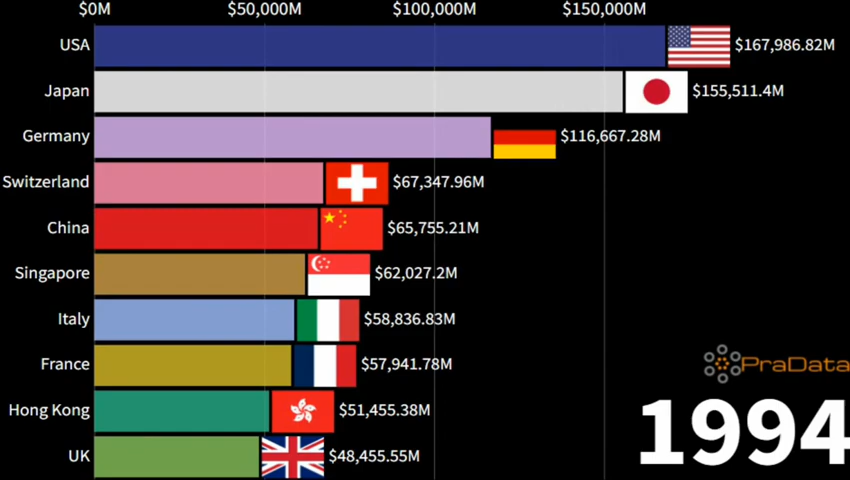 $0M $50,000M $100,000M $150,000M
USA $167,986.82M
Japan $155,511.4M
Germany $116,667.28M
Switzerland $67,347.96M
China $65,755.21M
Singapore $62,027.2M
Italy $58,836.83M
France $57,941.78M
PraData
Hong Kong $51,455.38M
1994
UK $48,455.55M